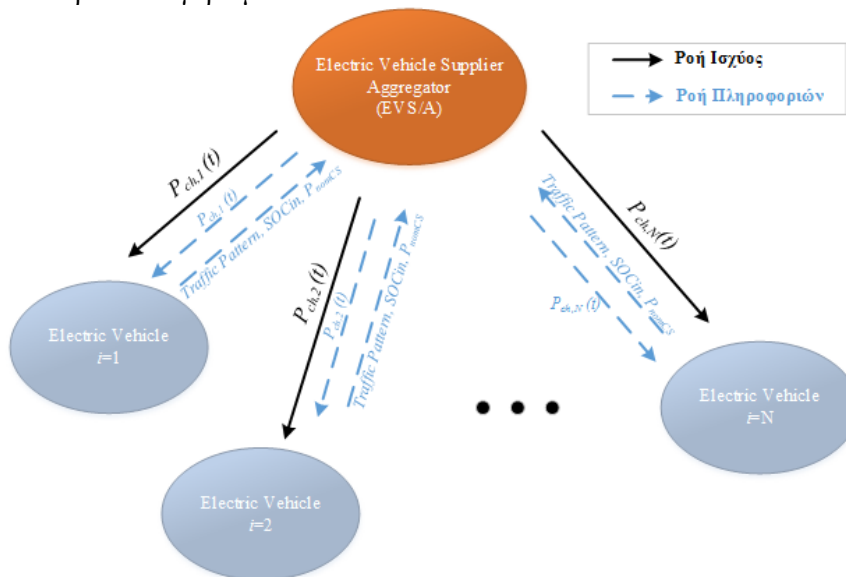 Electric Vehicle Supplier
Aggregator
(EVS/A)
Ροή Ισχύος
Ροή Πληροφοριών
P_ch,1(t)
P_ch,1(t)
Traffic Pattern, SOCin, P_nomCS
P_ch,2(t)
P_ch,2(t)
Traffic Pattern, SOCin, P_nomCS
Traffic Pattern, SOCin, P_nomCS
P_ch,N(t)
P_ch,N(t)
Electric Vehicle
i=1
Electric Vehicle
i=2
Electric Vehicle
i=N